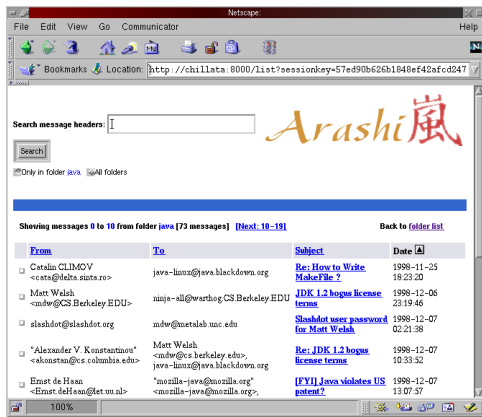 Netscape:
File Edit View Go Communicator Help
N
Bookmarks Location: http://chillata:8000/list?sessionkey=57ed90b626b1848ef42afcd247
Arashi嵐
Search message headers:
Search
Only in folder java All folders
Showing messages 0 to 10 from folder java [73 messages] [Next: 10-19] Back to folder list
From To Subject Date
Catalin CLIMOV <cata@delta.sinta.ro> java-linux@java.blackdown.org Re: How to Write MakeFile ? 1998-11-25 18:23:20
Matt Welsh <mdw@CS.Berkeley.EDU> ninja-all@warthog.CS.Berkeley.EDU JDK 1.2 bogus license terms 1998-12-06 23:19:46
slashdot@slashdot.org mdw@metalab.unc.edu Slashdot user password for Matt Welsh 1998-12-07 02:21:38
"Alexander V. Konstantinou" <akonstan@cs.columbia.edu> Matt Welsh <mdw@cs.berkeley.edu>, java-linux@java.blackdown.org Re: JDK 1.2 bogus license terms 1998-12-07 10:33:52
Ernst de Haan <ErnstdeHaan@let.uu.nl> "mozilla-java@mozilla.org" <mozilla-java@mozilla.org>, [FYI] Java violates US patent? 1998-12-07 13:07:57
100%